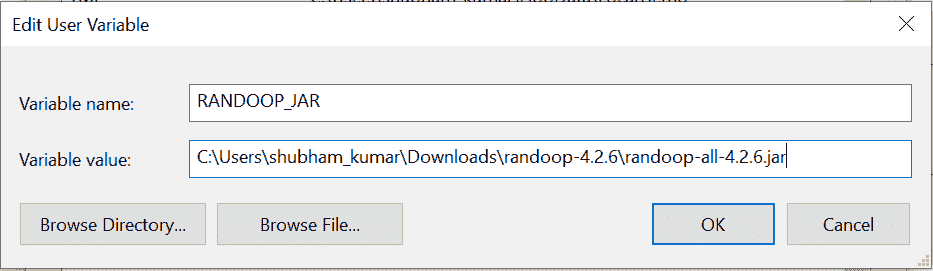 Edit User Variable
Variable name: RANDOOP_JAR
Variable value: C:\Users\shubham_kumar\Downloads\randoop-4.2.6\randoop-all-4.2.6.jar
Browse Directory... Browse File... OK Cancel